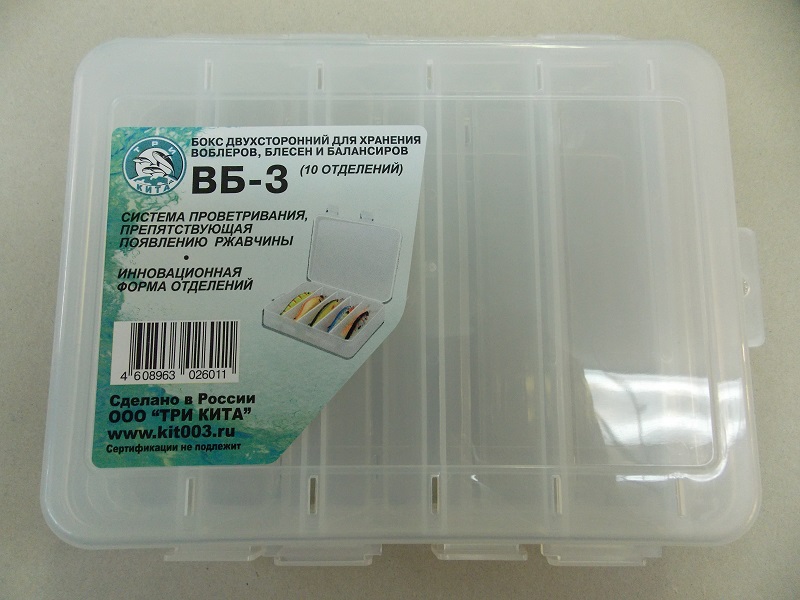 ТРИ
КИТА
БОКС ДВУХСТОРОННИЙ ДЛЯ ХРАНЕНИЯ
ВОБЛЕРОВ, БЛЕСЕН И БАЛАНСИРОВ
ВБ-3 (10 ОТДЕЛЕНИЙ)
СИСТЕМА ПРОВЕТРИВАНИЯ,
ПРЕПЯТСТВУЮЩАЯ
ПОЯВЛЕНИЮ РЖАВЧИНЫ
•
ИННОВАЦИОННАЯ
ФОРМА ОТДЕЛЕНИЙ
4 608963 026011
Сделано в России
ООО "ТРИ КИТА"
www.kit003.ru
Сертификации не подлежит